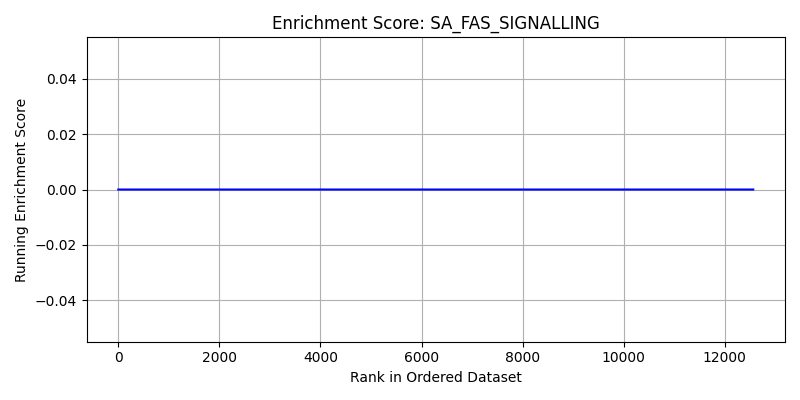 Enrichment Score: SA_FAS_SIGNALLING
Running Enrichment Score
0.04
0.02
0.00
−0.02
−0.04
0 2000 4000 6000 8000 10000 12000
Rank in Ordered Dataset